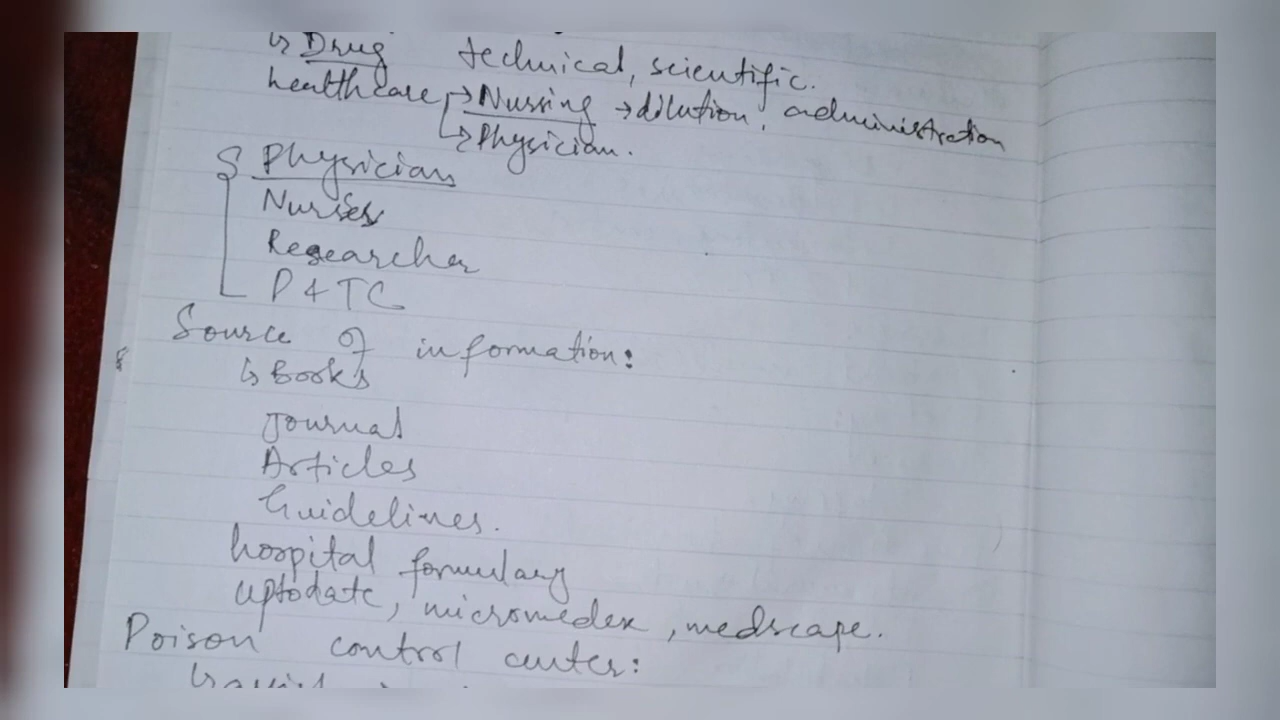 ↳ Drug technical, scientific.
healthcare → Nursing → dilution, administration
→ Physician.
Physician
Nurses
Researcher
P & TC
Source of information:
↳ Books
Journal
Articles
Guidelines.
hospital formulary
uptodate, micromedex, medscape.
Poison control center: